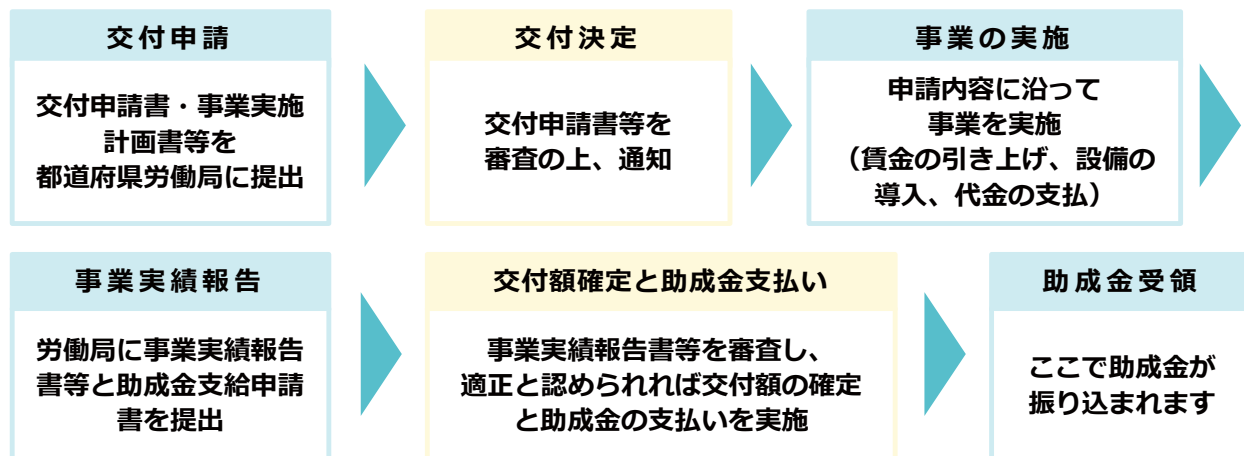 交付申請
交付申請書・事業実施
計画書等を
都道府県労働局に提出
交付決定
交付申請書等を
審査の上、通知
事業の実施
申請内容に沿って
事業を実施
（賃金の引き上げ、設備の
導入、代金の支払）
事業実績報告
労働局に事業実績報告
書等と助成金支給申請
書を提出
交付額確定と助成金支払い
事業実績報告書等を審査し、
適正と認められれば交付額の確定
と助成金の支払いを実施
助成金受領
ここで助成金が
振り込まれます